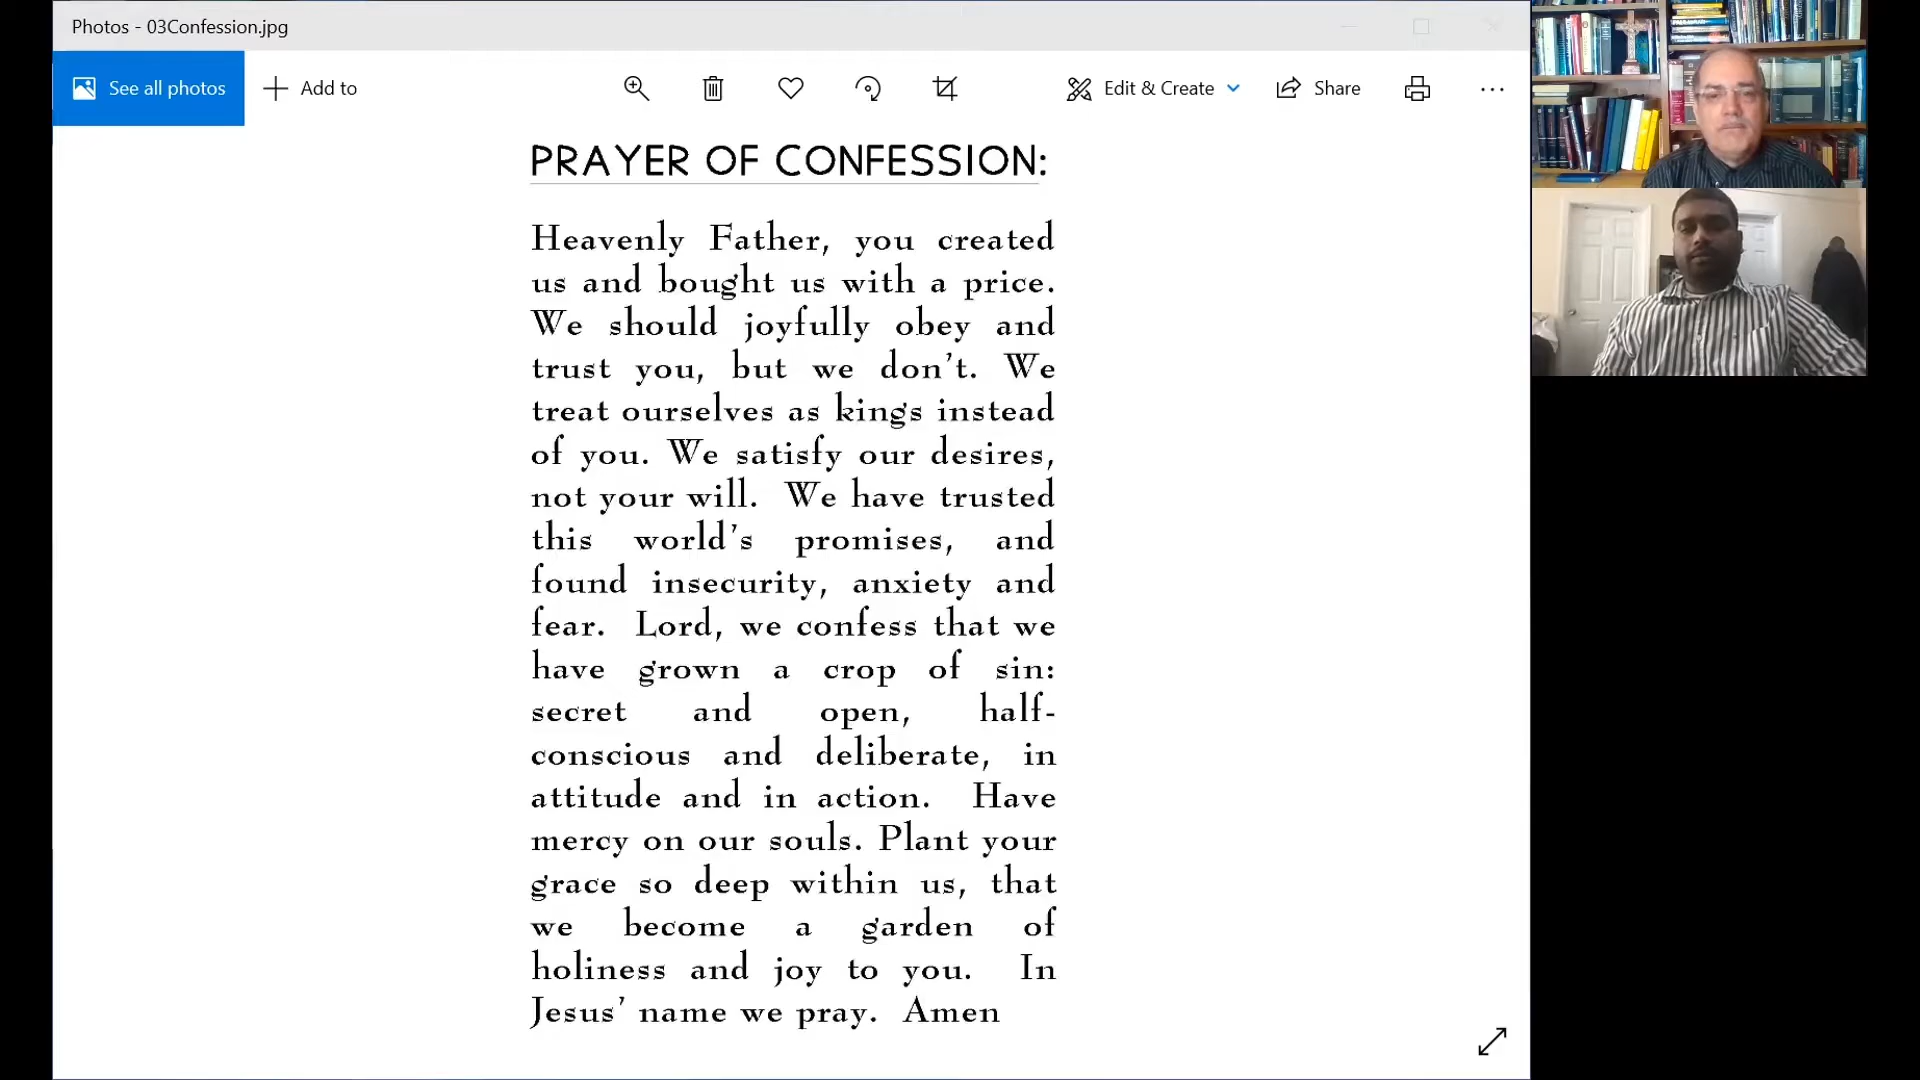 Photos - 03Confession.jpg
See all photos
Add to
Edit & Create
Share
PRAYER OF CONFESSION:
Heavenly Father, you created
us and bought us with a price.
We should joyfully obey and
trust you, but we don't. We
treat ourselves as kings instead
of you. We satisfy our desires,
not your will. We have trusted
this world's promises, and
found insecurity, anxiety and
fear. Lord, we confess that we
have grown a crop of sin:
secret and open, half-
conscious and deliberate, in
attitude and in action. Have
mercy on our souls. Plant your
grace so deep within us, that
we become a garden of
holiness and joy to you. In
Jesus' name we pray. Amen